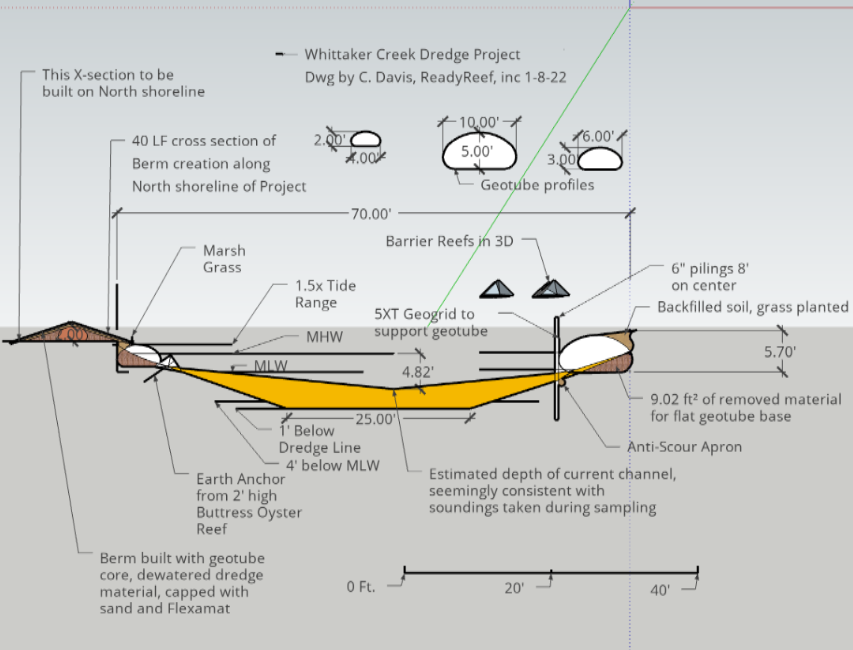 Whittaker Creek Dredge Project
Dwg by C. Davis, ReadyReef, inc 1-8-22
This X-section to be
built on North shoreline
40 LF cross section of
Berm creation along
North shoreline of Project
2.00'
4.00'
10.00'
5.00'
6.00'
3.00'
Geotube profiles
70.00'
Marsh
Grass
Barrier Reefs in 3D
1.5x Tide
Range
6" pilings 8'
on center
5XT Geogrid to
support geotube
Backfilled soil, grass planted
2.00'
MHW
MLW
4.82'
5.70'
25.00'
9.02 ft² of removed material
for flat geotube base
1' Below
Dredge Line
4' below MLW
Anti-Scour Apron
Earth Anchor
from 2' high
Buttress Oyster
Reef
Estimated depth of current channel,
seemingly consistent with
soundings taken during sampling
Berm built with geotube
core, dewatered dredge
material, capped with
sand and Flexamat
0 Ft.
20'
40'